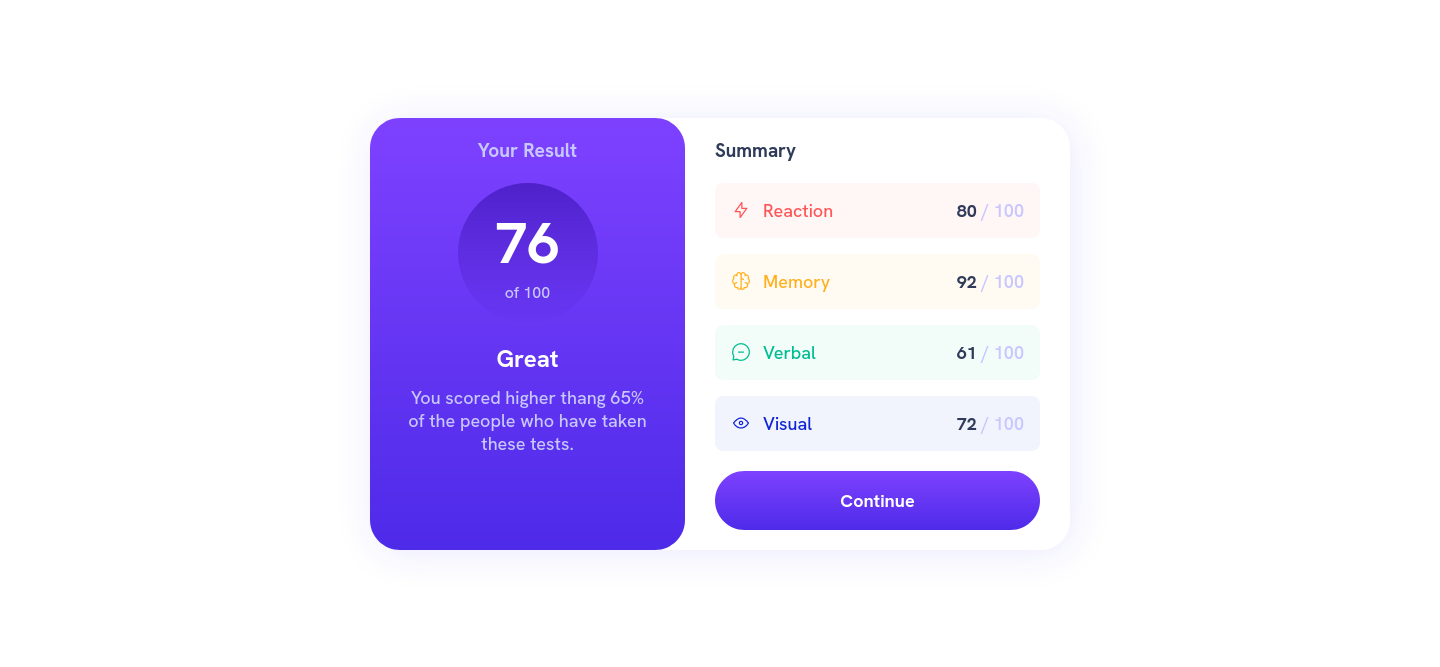 Your Result
76
of 100
Great
You scored higher thang 65%
of the people who have taken
these tests.
Summary
Reaction 80 / 100
Memory 92 / 100
Verbal 61 / 100
Visual 72 / 100
Continue